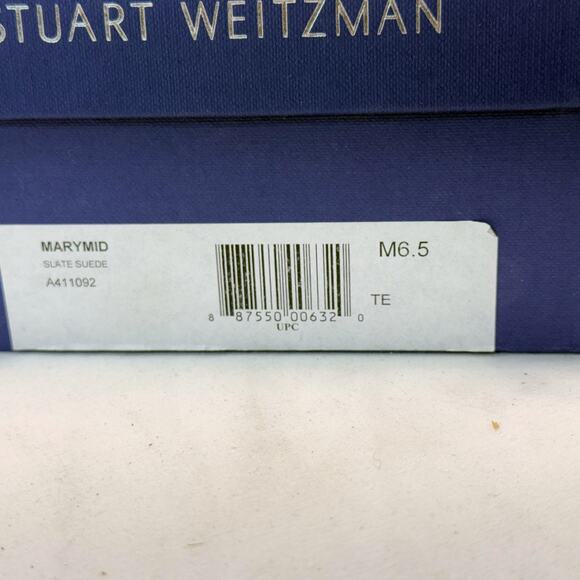 STUART WEITZMAN
MARYMID
SLATE SUEDE
A411092
M6.5
TE
8 87550 00632 0
UPC